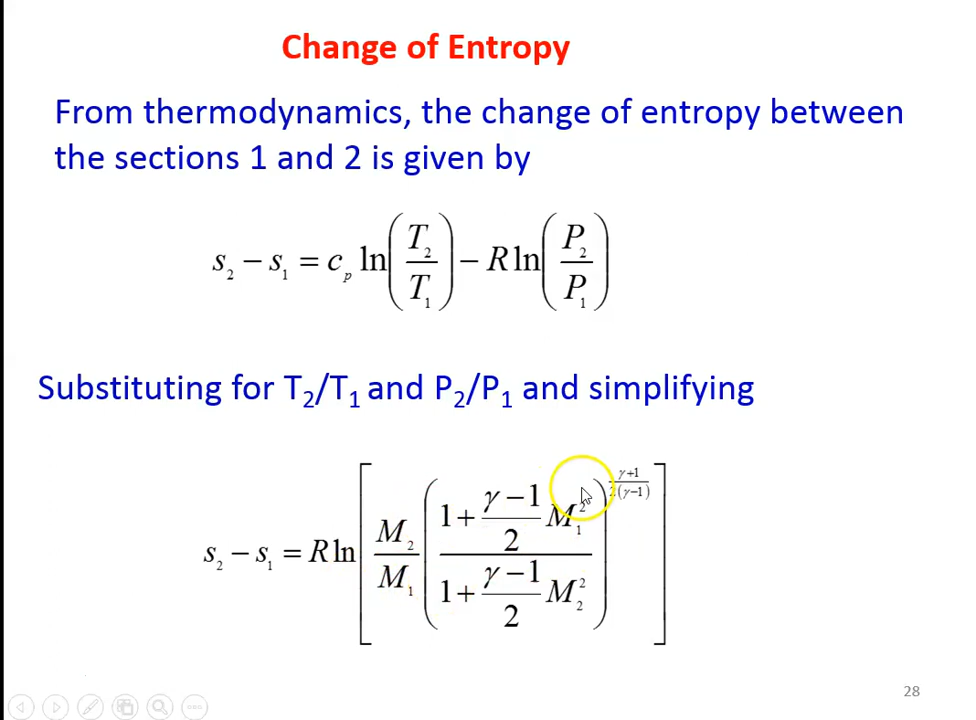 Change of Entropy
From thermodynamics, the change of entropy between
the sections 1 and 2 is given by
s₂ − s₁ = cₚ ln(T₂/T₁) − R ln(P₂/P₁)
Substituting for T₂/T₁ and P₂/P₁ and simplifying
s₂ − s₁ = R ln[ M₂/M₁ ( (1 + (γ−1)/2 M₁²) / (1 + (γ−1)/2 M₂²) )^((γ+1)/(2(γ−1))) ]
28